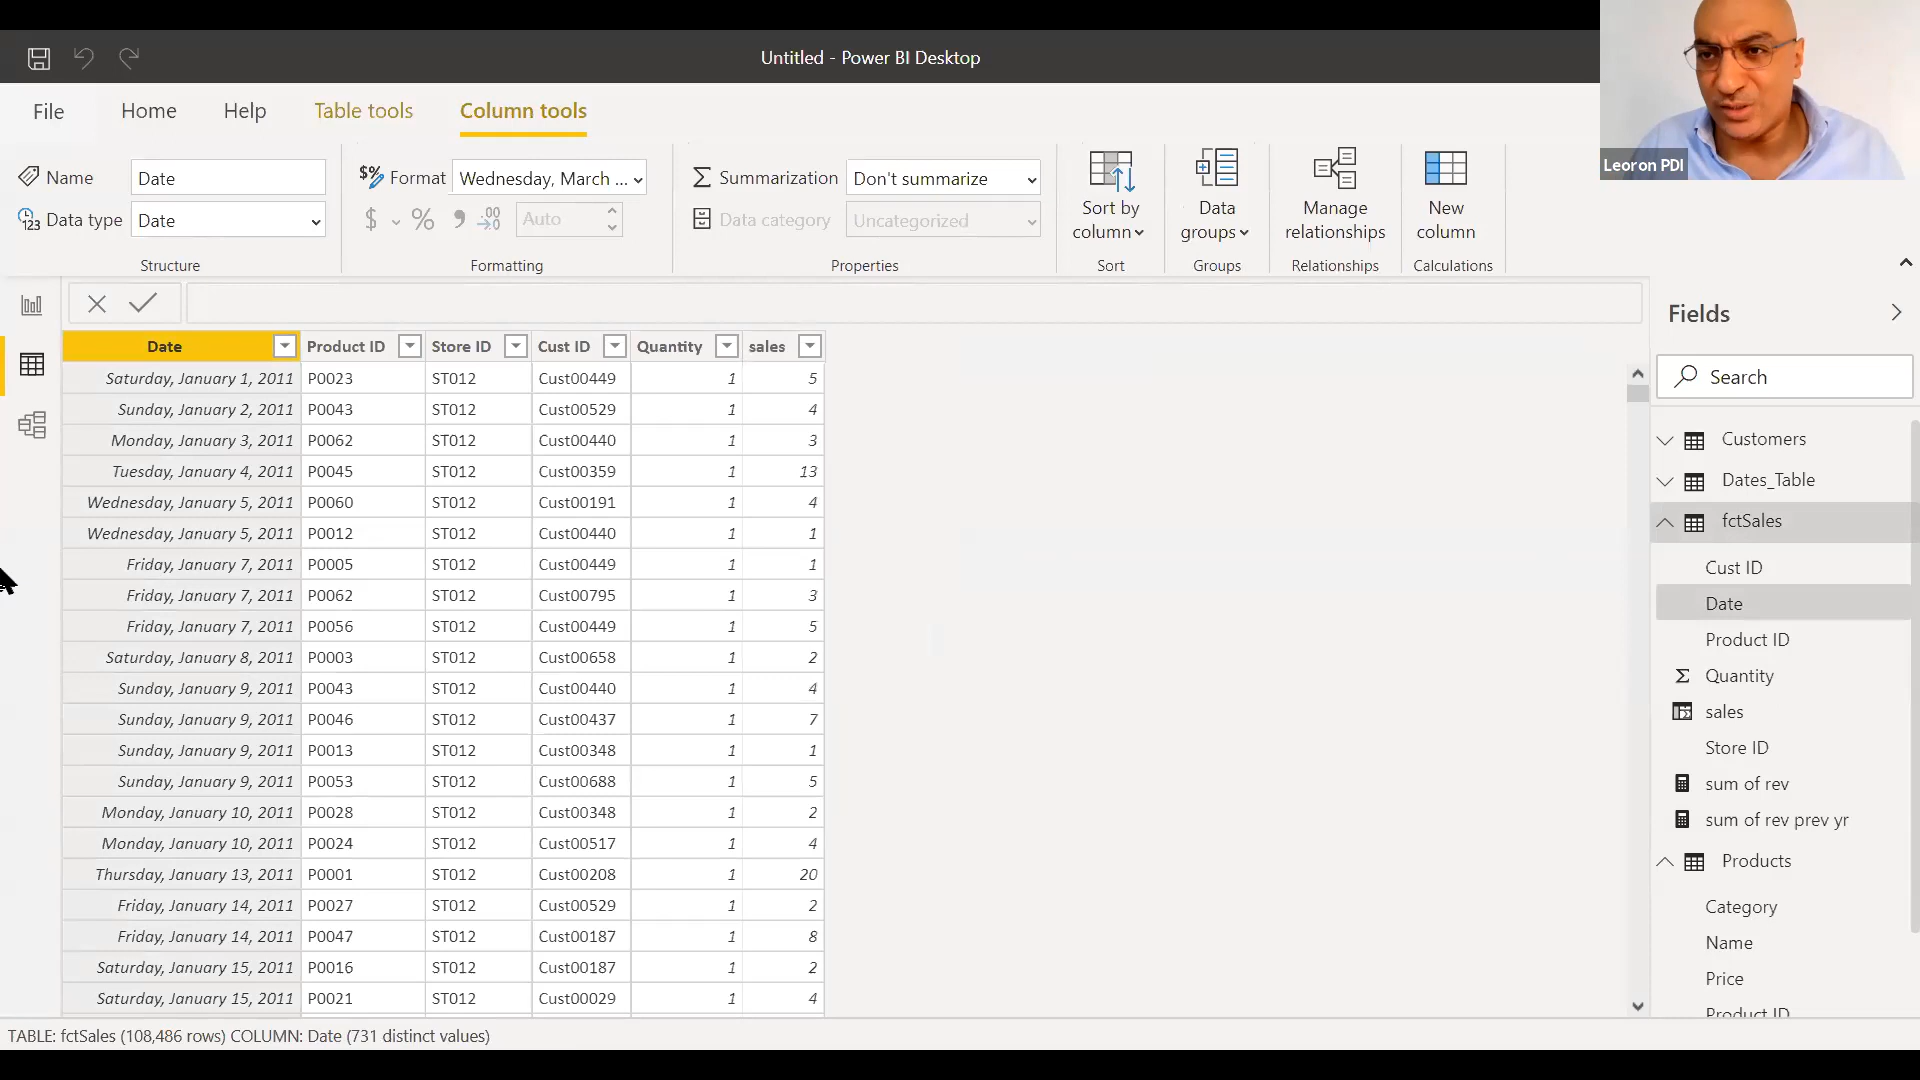 Untitled - Power BI Desktop
Leoron PDI
File Home Help Table tools Column tools
Name Date
Data type Date
Structure
Format Wednesday, March ...
$ % 9 .00 Auto
Formatting
Summarization Don't summarize
Data category Uncategorized
Properties
Sort by
column
Sort
Data
groups
Groups
Manage
relationships
Relationships
New
column
Calculations
Date Product ID Store ID Cust ID Quantity sales
Saturday, January 1, 2011 P0023 ST012 Cust00449 1 5
Sunday, January 2, 2011 P0043 ST012 Cust00529 1 4
Monday, January 3, 2011 P0062 ST012 Cust00440 1 3
Tuesday, January 4, 2011 P0045 ST012 Cust00359 1 13
Wednesday, January 5, 2011 P0060 ST012 Cust00191 1 4
Wednesday, January 5, 2011 P0012 ST012 Cust00440 1 1
Friday, January 7, 2011 P0005 ST012 Cust00449 1 1
Friday, January 7, 2011 P0062 ST012 Cust00795 1 3
Friday, January 7, 2011 P0056 ST012 Cust00449 1 5
Saturday, January 8, 2011 P0003 ST012 Cust00658 1 2
Sunday, January 9, 2011 P0043 ST012 Cust00440 1 4
Sunday, January 9, 2011 P0046 ST012 Cust00437 1 7
Sunday, January 9, 2011 P0013 ST012 Cust00348 1 1
Sunday, January 9, 2011 P0053 ST012 Cust00688 1 5
Monday, January 10, 2011 P0028 ST012 Cust00348 1 2
Monday, January 10, 2011 P0024 ST012 Cust00517 1 4
Thursday, January 13, 2011 P0001 ST012 Cust00208 1 20
Friday, January 14, 2011 P0027 ST012 Cust00529 1 2
Friday, January 14, 2011 P0047 ST012 Cust00187 1 8
Saturday, January 15, 2011 P0016 ST012 Cust00187 1 2
Saturday, January 15, 2011 P0021 ST012 Cust00029 1 4
Fields
Search
Customers
Dates_Table
fctSales
Cust ID
Date
Product ID
Quantity
sales
Store ID
sum of rev
sum of rev prev yr
Products
Category
Name
Price
Product ID
TABLE: fctSales (108,486 rows) COLUMN: Date (731 distinct values)